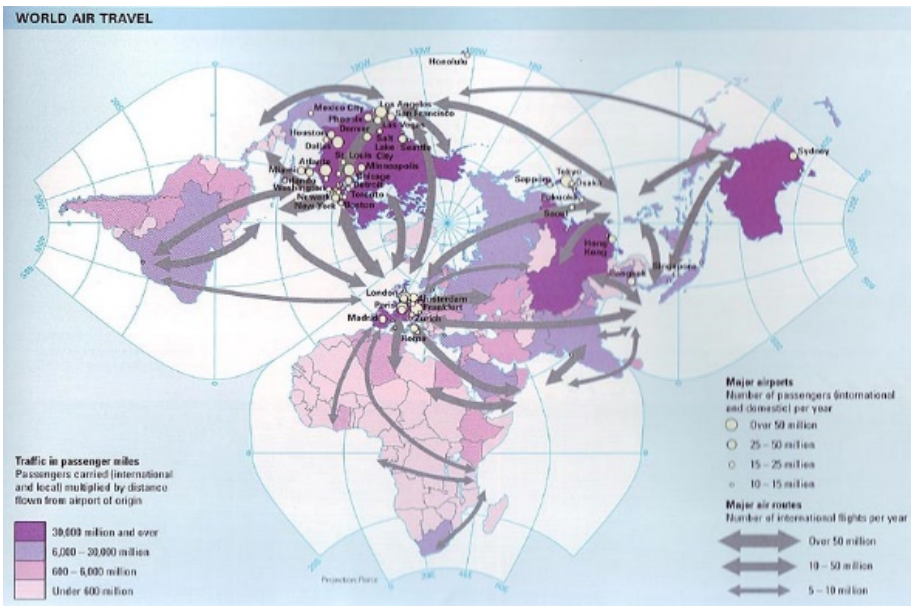 WORLD AIR TRAVEL
Honolulu
Mexico City
Los Angeles
San Francisco
Phoenix
Las Vegas
Houston
Denver
Salt
Dallas
Lake
Seattle
St. Louis
City
Atlanta
Miami
Minneapolis
Orlando
Chicago
Washington
Detroit
Newark
Toronto
New York
Boston
Sydney
Tokyo
Sapporo
Osaka
Fukuoka
Seoul
Hong
Kong
Bangkok
Singapore
London
Amsterdam
Paris
Frankfurt
Madrid
Zurich
Rome
Major airports
Number of passengers (international
and domestic) per year
Over 50 million
25 – 50 million
15 – 25 million
10 – 15 million
Major air routes
Number of international flights per year
Over 50 million
10 – 50 million
5 – 10 million
Traffic in passenger miles
Passengers carried (international
and local) multiplied by distance
flown from airport of origin
30,000 million and over
6,000 – 30,000 million
600 – 6,000 million
Under 600 million